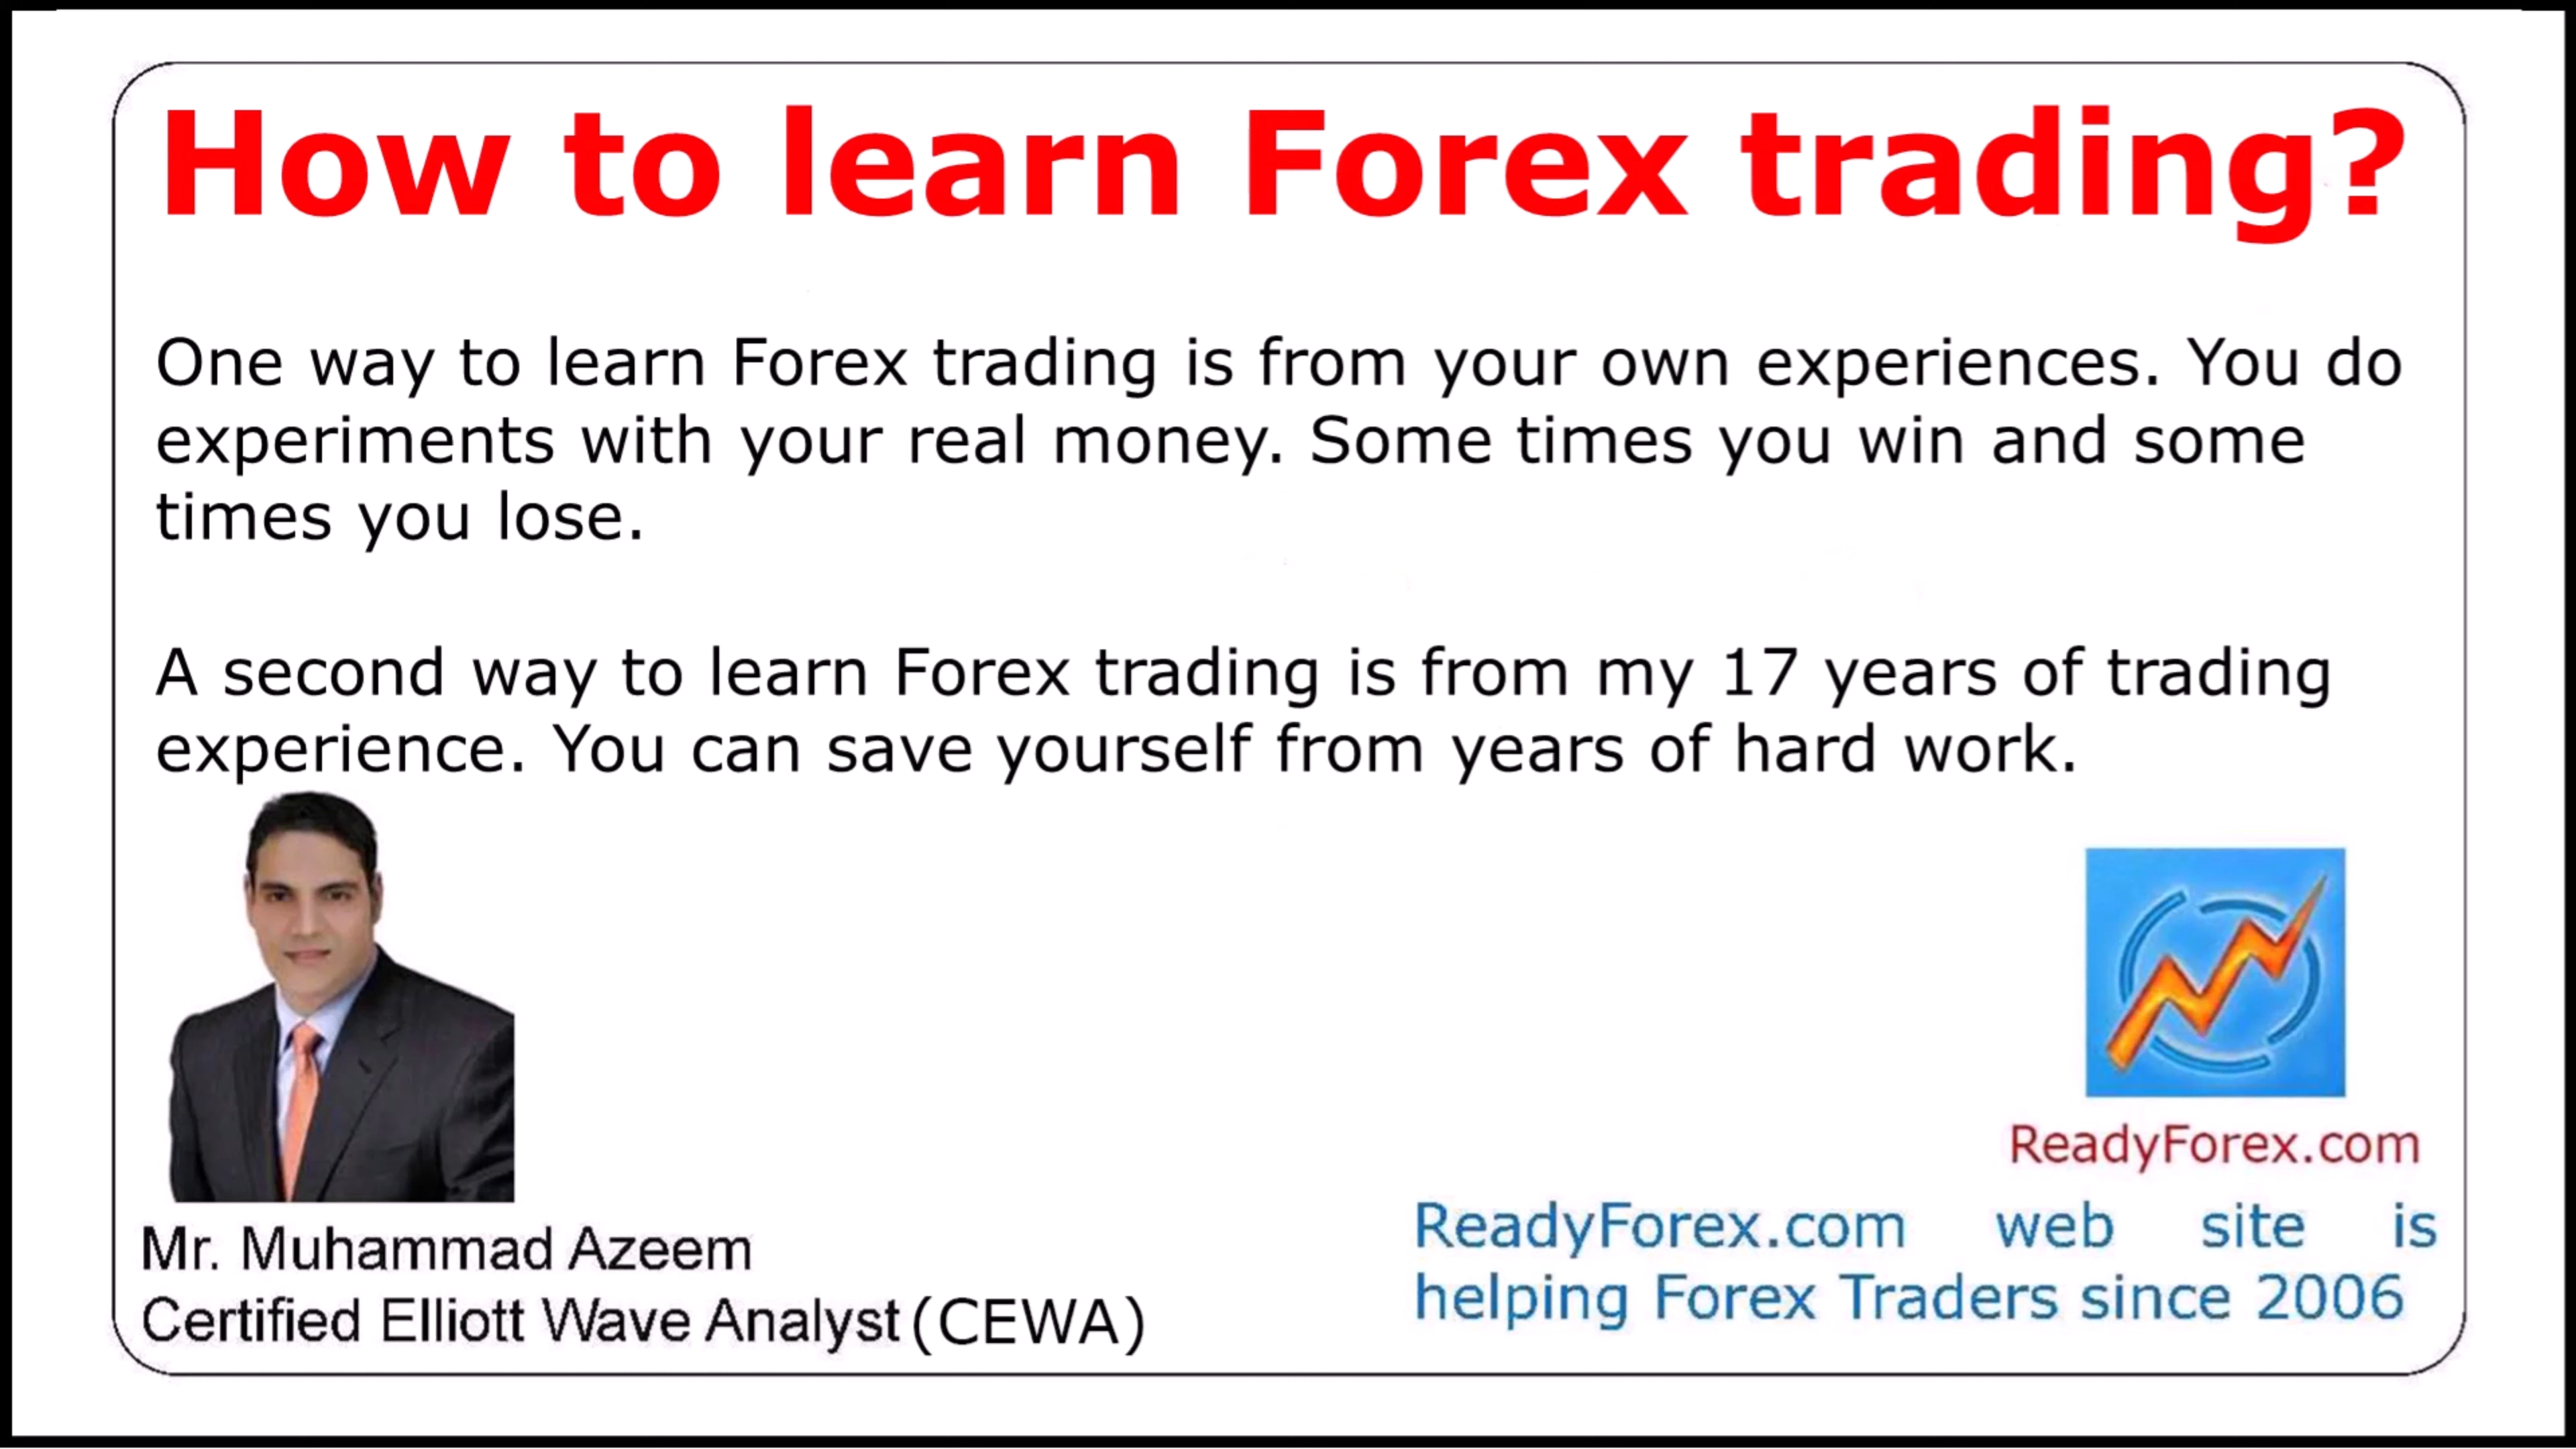 How to learn Forex trading?
One way to learn Forex trading is from your own experiences. You do
experiments with your real money. Some times you win and some
times you lose.
A second way to learn Forex trading is from my 17 years of trading
experience. You can save yourself from years of hard work.
Mr. Muhammad Azeem
Certified Elliott Wave Analyst (CEWA)
ReadyForex.com
ReadyForex.com web site is
helping Forex Traders since 2006